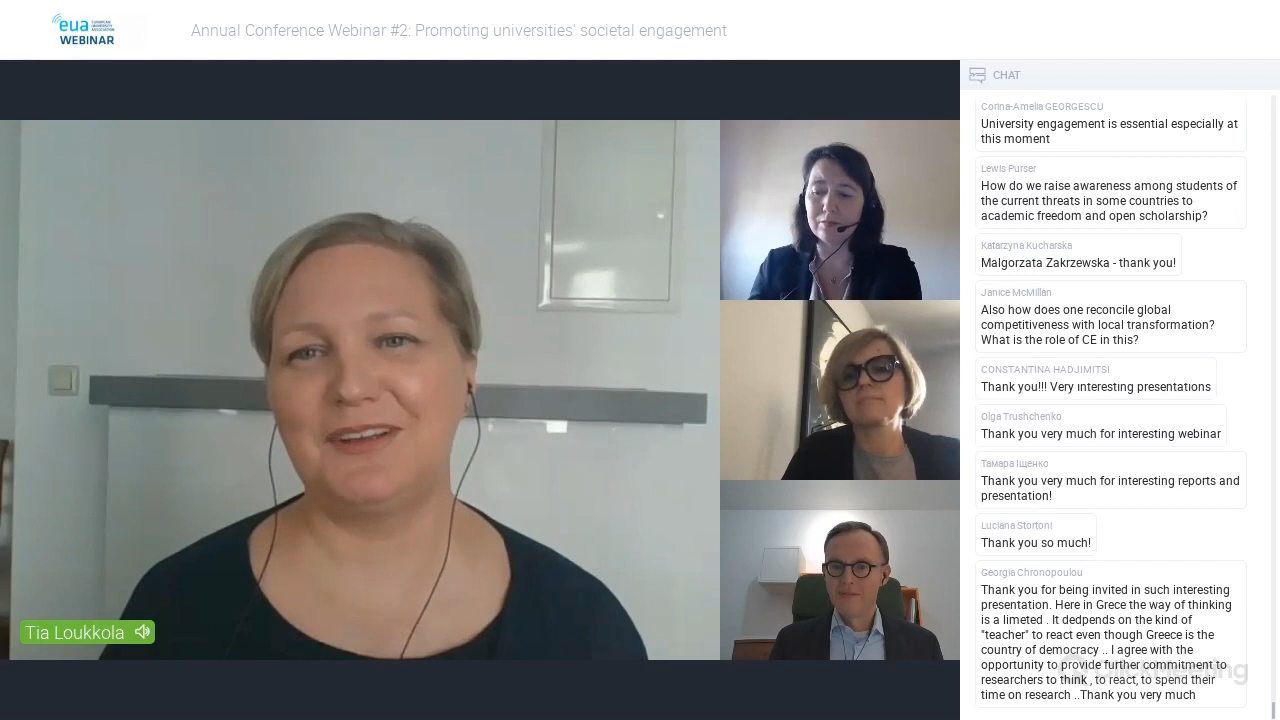 eua EUROPEAN UNIVERSITY ASSOCIATION
WEBINAR
Annual Conference Webinar #2: Promoting universities' societal engagement
CHAT
Corina-Amelia GEORGESCU
University engagement is essential especially at
this moment
Lewis Purser
How do we raise awareness among students of
the current threats in some countries to
academic freedom and open scholarship?
Katarzyna Kucharska
Malgorzata Zakrzewska - thank you!
Janice McMillan
Also how does one reconcile global
competitiveness with local transformation?
What is the role of CE in this?
CONSTANTINA HADJIMITSI
Thank you!!! Very interesting presentations
Olga Trushchenko
Thank you very much for interesting webinar
Тамара Іщенко
Thank you very much for interesting reports and
presentation!
Luciana Stortoni
Thank you so much!
Georgia Chronopoulou
Thank you for being invited in such interesting
presentation. Here in Grece the way of thinking
is a limeted . It dedpends on the kind of
"teacher" to react even though Greece is the
country of democracy .. I agree with the
opportunity to provide further commitment to
researchers to think , to react, to spend their
time on research ..Thank you very much
ClickMeeting
Tia Loukkola